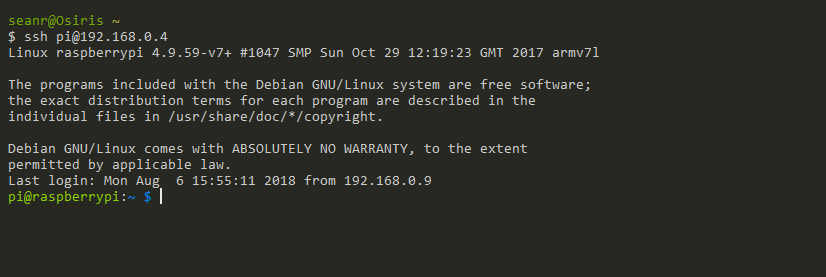 seanr@Osiris ~
$ ssh pi@192.168.0.4
Linux raspberrypi 4.9.59-v7+ #1047 SMP Sun Oct 29 12:19:23 GMT 2017 armv7l
The programs included with the Debian GNU/Linux system are free software;
the exact distribution terms for each program are described in the
individual files in /usr/share/doc/*/copyright.
Debian GNU/Linux comes with ABSOLUTELY NO WARRANTY, to the extent
permitted by applicable law.
Last login: Mon Aug  6 15:55:11 2018 from 192.168.0.9
pi@raspberrypi:~ $